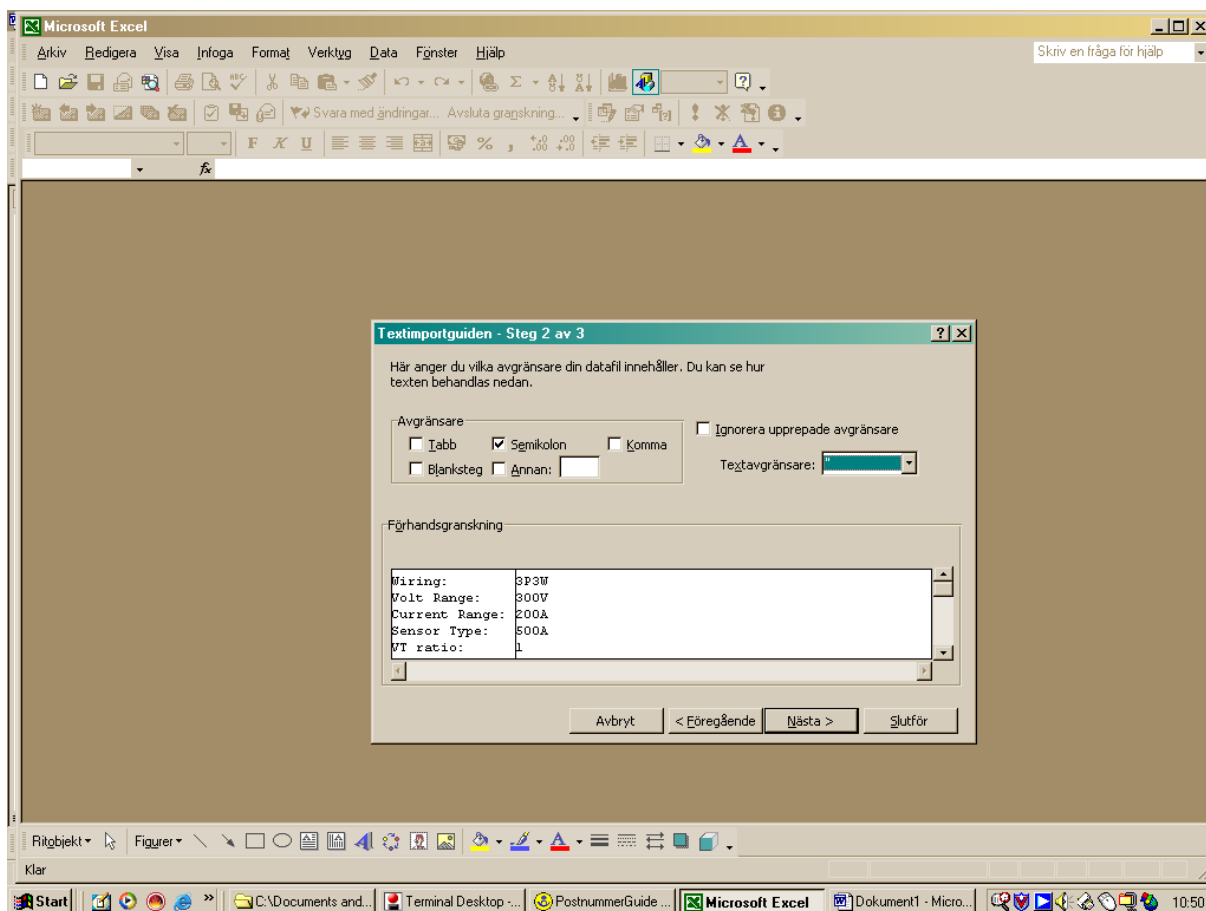 Microsoft Excel
Arkiv Redigera Visa Infoga Format Verktyg Data Fönster Hjälp Skriv en fråga för hjälp
Svara med ändringar... Avsluta granskning...
F K U
fx
Textimportguiden - Steg 2 av 3
Här anger du vilka avgränsare din datafil innehåller. Du kan se hur
texten behandlas nedan.
Avgränsare
Tabb Semikolon Komma
Blanksteg Annan:
Ignorera upprepade avgränsare
Textavgränsare: "
Förhandsgranskning
Wiring: 3P3W
Volt Range: 300V
Current Range: 200A
Sensor Type: 500A
VT ratio: 1
Avbryt < Föregående Nästa > Slutför
Ritobjekt Figurer
Klar
Start C:\Documents and... Terminal Desktop -... PostnummerGuide ... Microsoft Excel Dokument1 - Micro... 10:50